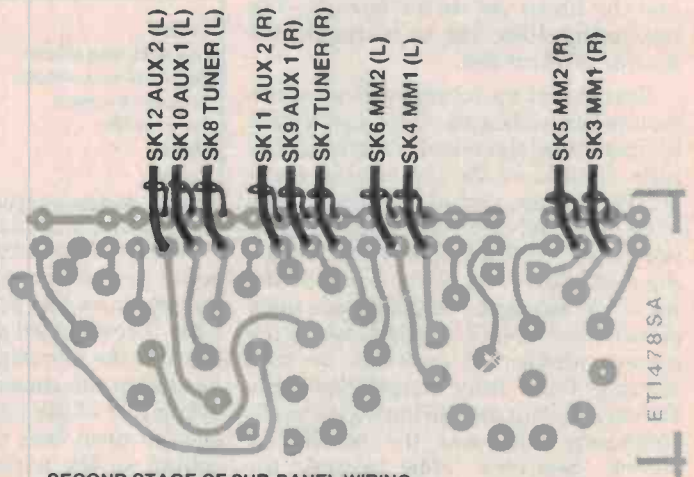 SK12 AUX 2 (L)
SK10 AUX 1 (L)
SK8 TUNER (L)
SK11 AUX 2 (R)
SK9 AUX 1 (R)
SK7 TUNER (R)
SK6 MM2 (L)
SK4 MM1 (L)
SK5 MM2 (R)
SK3 MM1 (R)
ETI478SA
SECOND STAGE OF SUB-PANEL WIRING